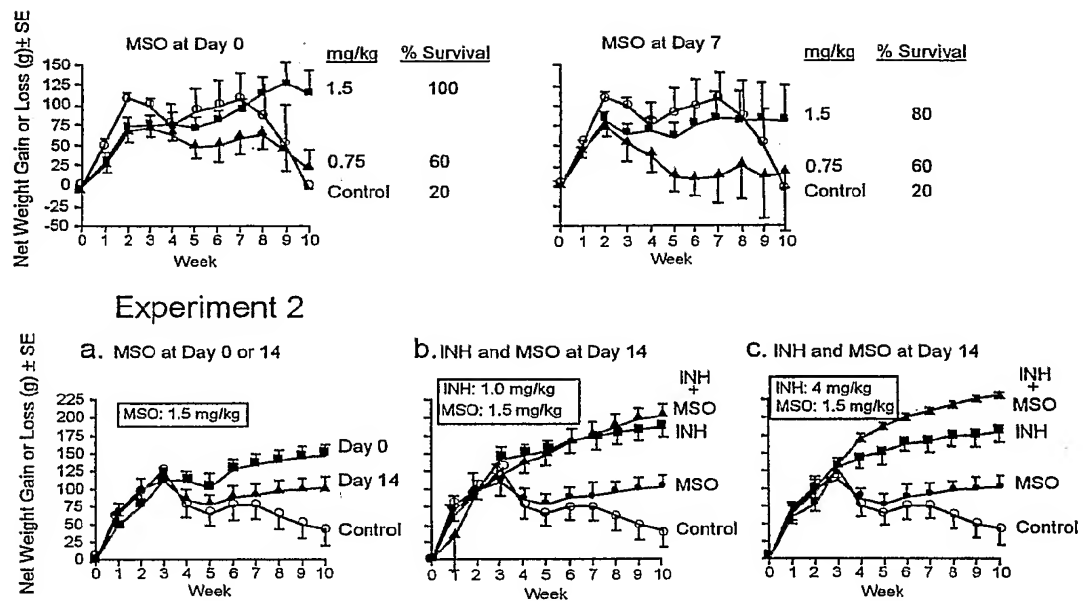 mg/kg % Survival
MSO at Day 0
1.5 100
0.75 60
Control 20
Net Weight Gain or Loss (g)± SE
150
125
100
75
50
25
0
-25
-50
0 1 2 3 4 5 6 7 8 9 10
Week
MSO at Day 7
mg/kg % Survival
1.5 80
0.75 60
Control 20
0 1 2 3 4 5 6 7 8 9 10
Week
Experiment 2
a. MSO at Day 0 or 14
MSO: 1.5 mg/kg
Net Weight Gain or Loss (g) ± SE
225
200
175
150
125
100
75
50
25
0
Day 0
Day 14
Control
0 1 2 3 4 5 6 7 8 9 10
Week
b. INH and MSO at Day 14
INH: 1.0 mg/kg
MSO: 1.5 mg/kg
INH
+
MSO
INH
MSO
Control
0 1 2 3 4 5 6 7 8 9 10
Week
c. INH and MSO at Day 14
INH: 4 mg/kg
MSO: 1.5 mg/kg
INH
+
MSO
INH
MSO
Control
0 1 2 3 4 5 6 7 8 9 10
Week